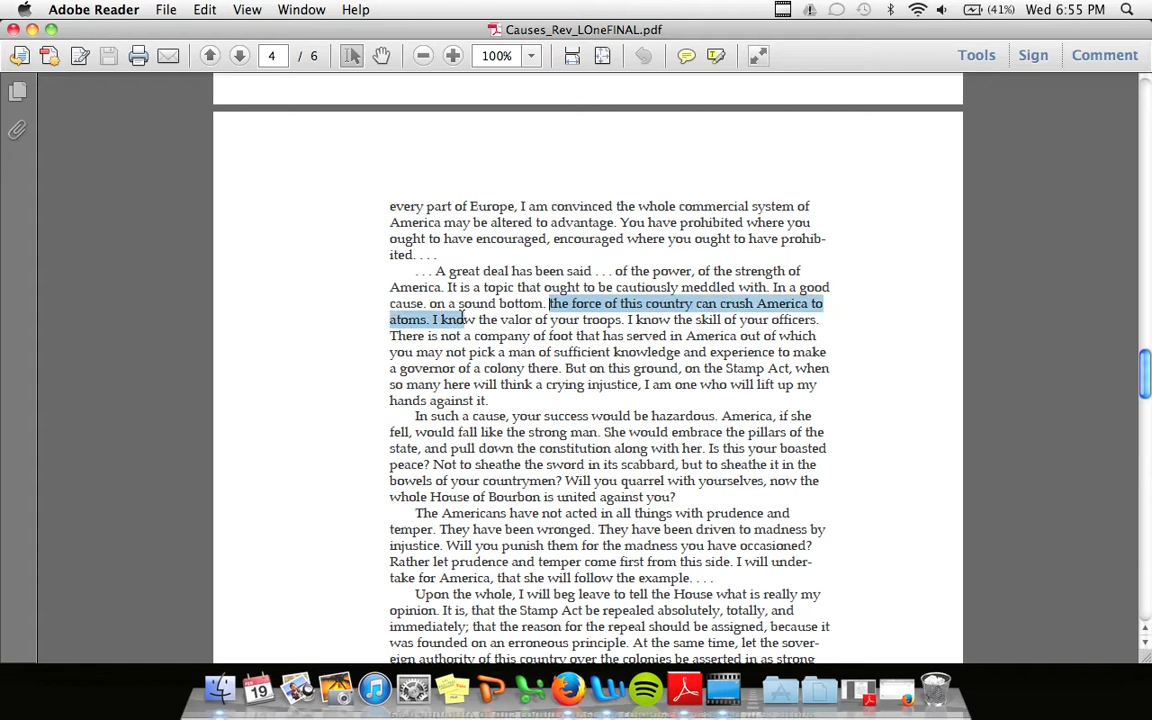 Adobe Reader File Edit View Window Help (41%) Wed 6:55 PM
Causes_Rev_LOneFINAL.pdf
4 / 6 100% Tools Sign Comment
every part of Europe, I am convinced the whole commercial system of
America may be altered to advantage. You have prohibited where you
ought to have encouraged, encouraged where you ought to have prohib-
ited. . . .
. . . A great deal has been said . . . of the power, of the strength of
America. It is a topic that ought to be cautiously meddled with. In a good
cause. on a sound bottom. the force of this country can crush America to
atoms. I know the valor of your troops. I know the skill of your officers.
There is not a company of foot that has served in America out of which
you may not pick a man of sufficient knowledge and experience to make
a governor of a colony there. But on this ground, on the Stamp Act, when
so many here will think a crying injustice, I am one who will lift up my
hands against it.
In such a cause, your success would be hazardous. America, if she
fell, would fall like the strong man. She would embrace the pillars of the
state, and pull down the constitution along with her. Is this your boasted
peace? Not to sheathe the sword in its scabbard, but to sheathe it in the
bowels of your countrymen? Will you quarrel with yourselves, now the
whole House of Bourbon is united against you?
The Americans have not acted in all things with prudence and
temper. They have been wronged. They have been driven to madness by
injustice. Will you punish them for the madness you have occasioned?
Rather let prudence and temper come first from this side. I will under-
take for America, that she will follow the example. . . .
Upon the whole, I will beg leave to tell the House what is really my
opinion. It is, that the Stamp Act be repealed absolutely, totally, and
immediately; that the reason for the repeal should be assigned, because it
was founded on an erroneous principle. At the same time, let the sover-
eign authority of this country over the colonies be asserted in as strong
FEB
19